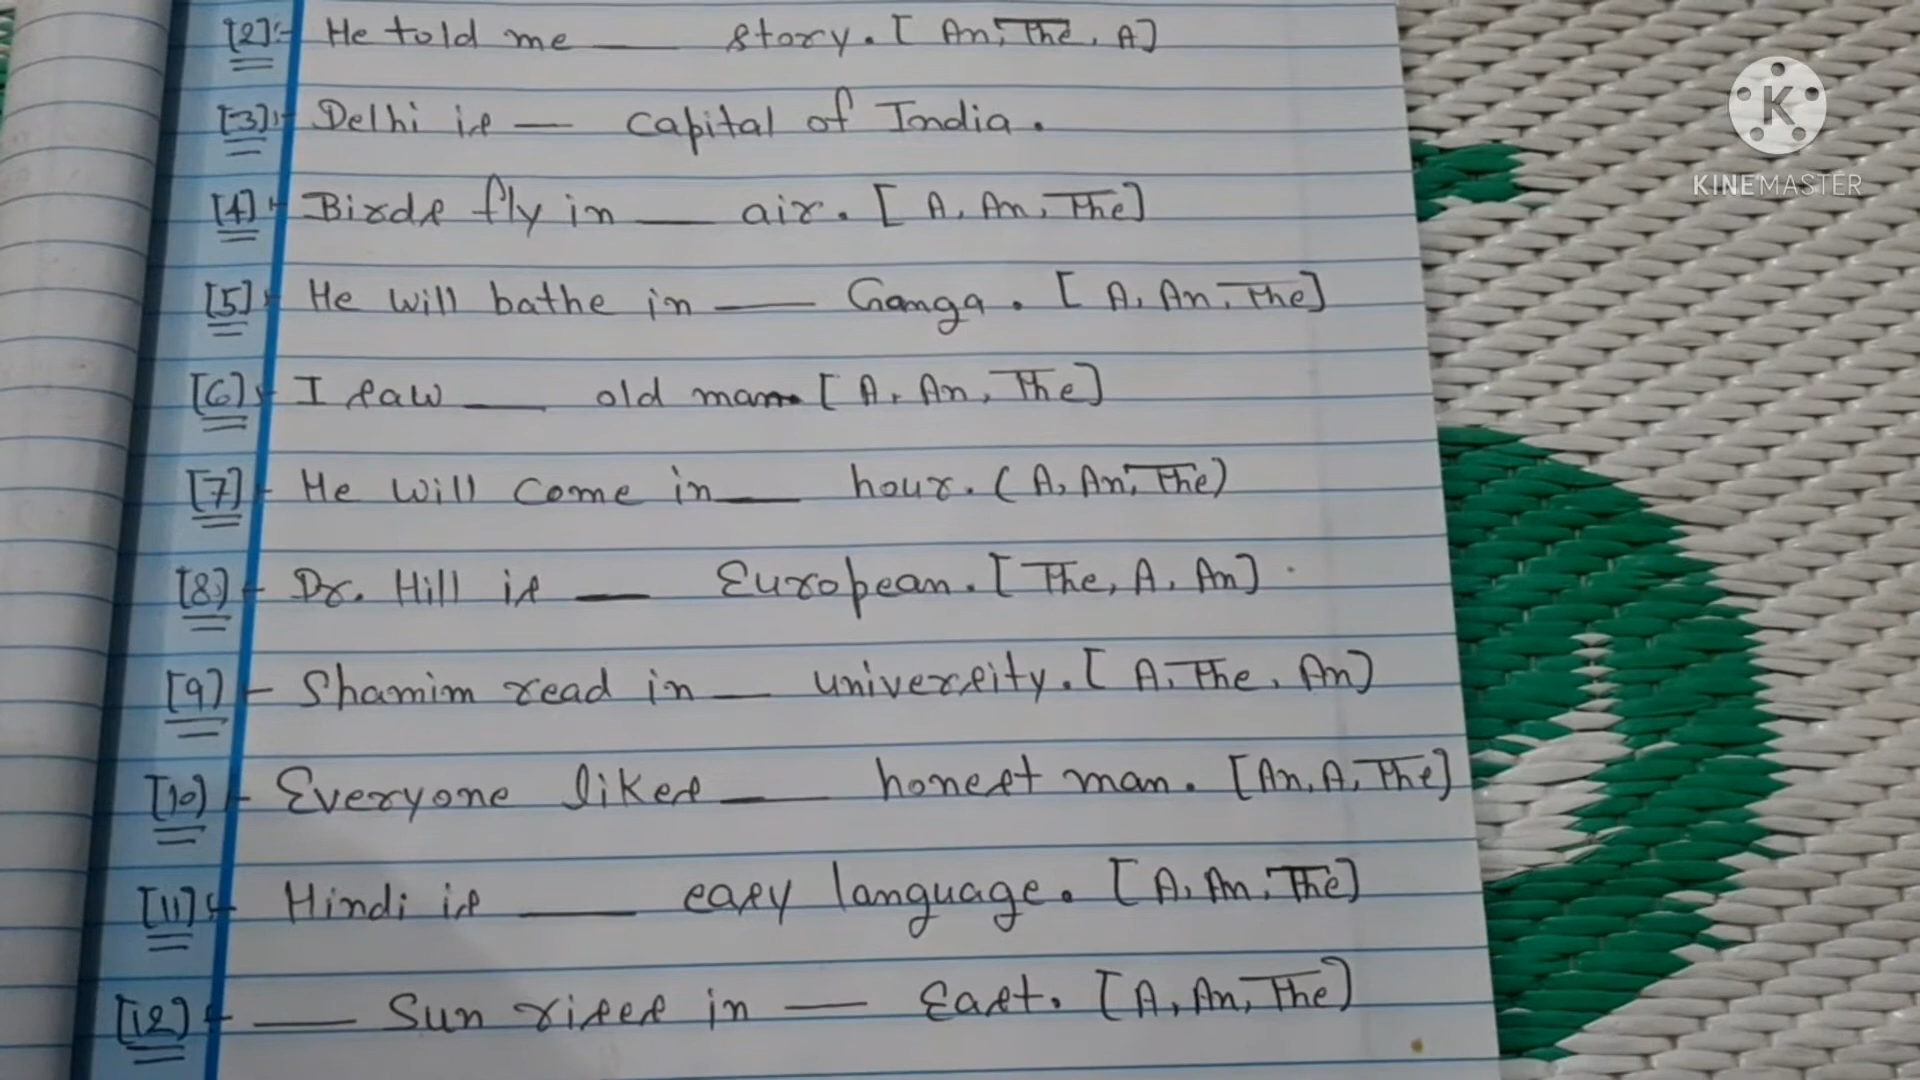 [2]:- He told me ___ story. [An, The, A]
[3]:- Delhi is — capital of India.
[4]:- Birds fly in ___ air. [A, An, The]
[5]:- He will bathe in ___ Ganga. [A, An, The]
[6]:- I saw ___ old man. [A, An, The]
[7]:- He will come in ___ hour. (A, An, The)
[8]:- Dr. Hill is ___ European. [The, A, An]
[9]:- Shamim read in ___ university. [A, The, An]
[10]:- Everyone likes ___ honest man. [An, A, The]
[11]:- Hindi is ___ easy language. [A, An, The]
[12]:- ___ Sun rises in ___ East. [A, An, The]
K
KINEMASTER